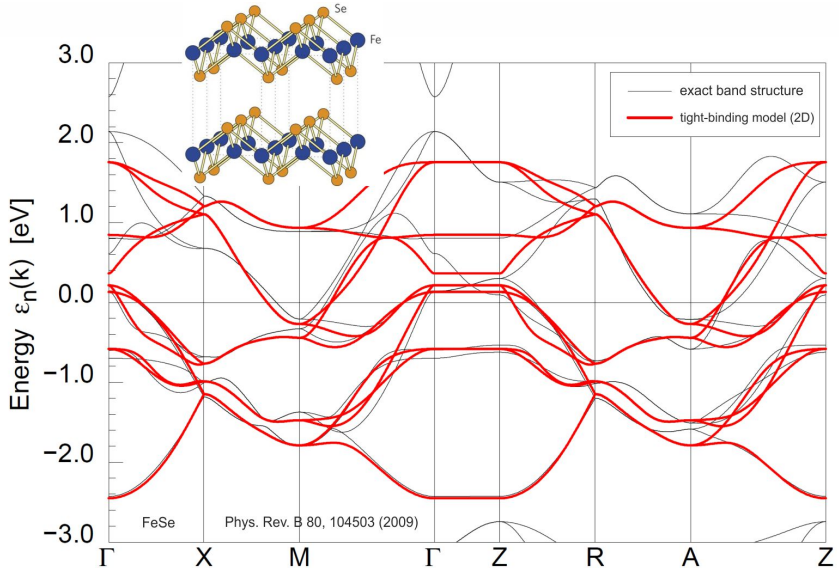 Se
Fe
exact band structure
tight-binding model (2D)
3.0
2.0
1.0
0.0
-1.0
-2.0
-3.0
Energy εn(k) [eV]
FeSe Phys. Rev. B 80, 104503 (2009)
Γ X M Γ Z R A Z